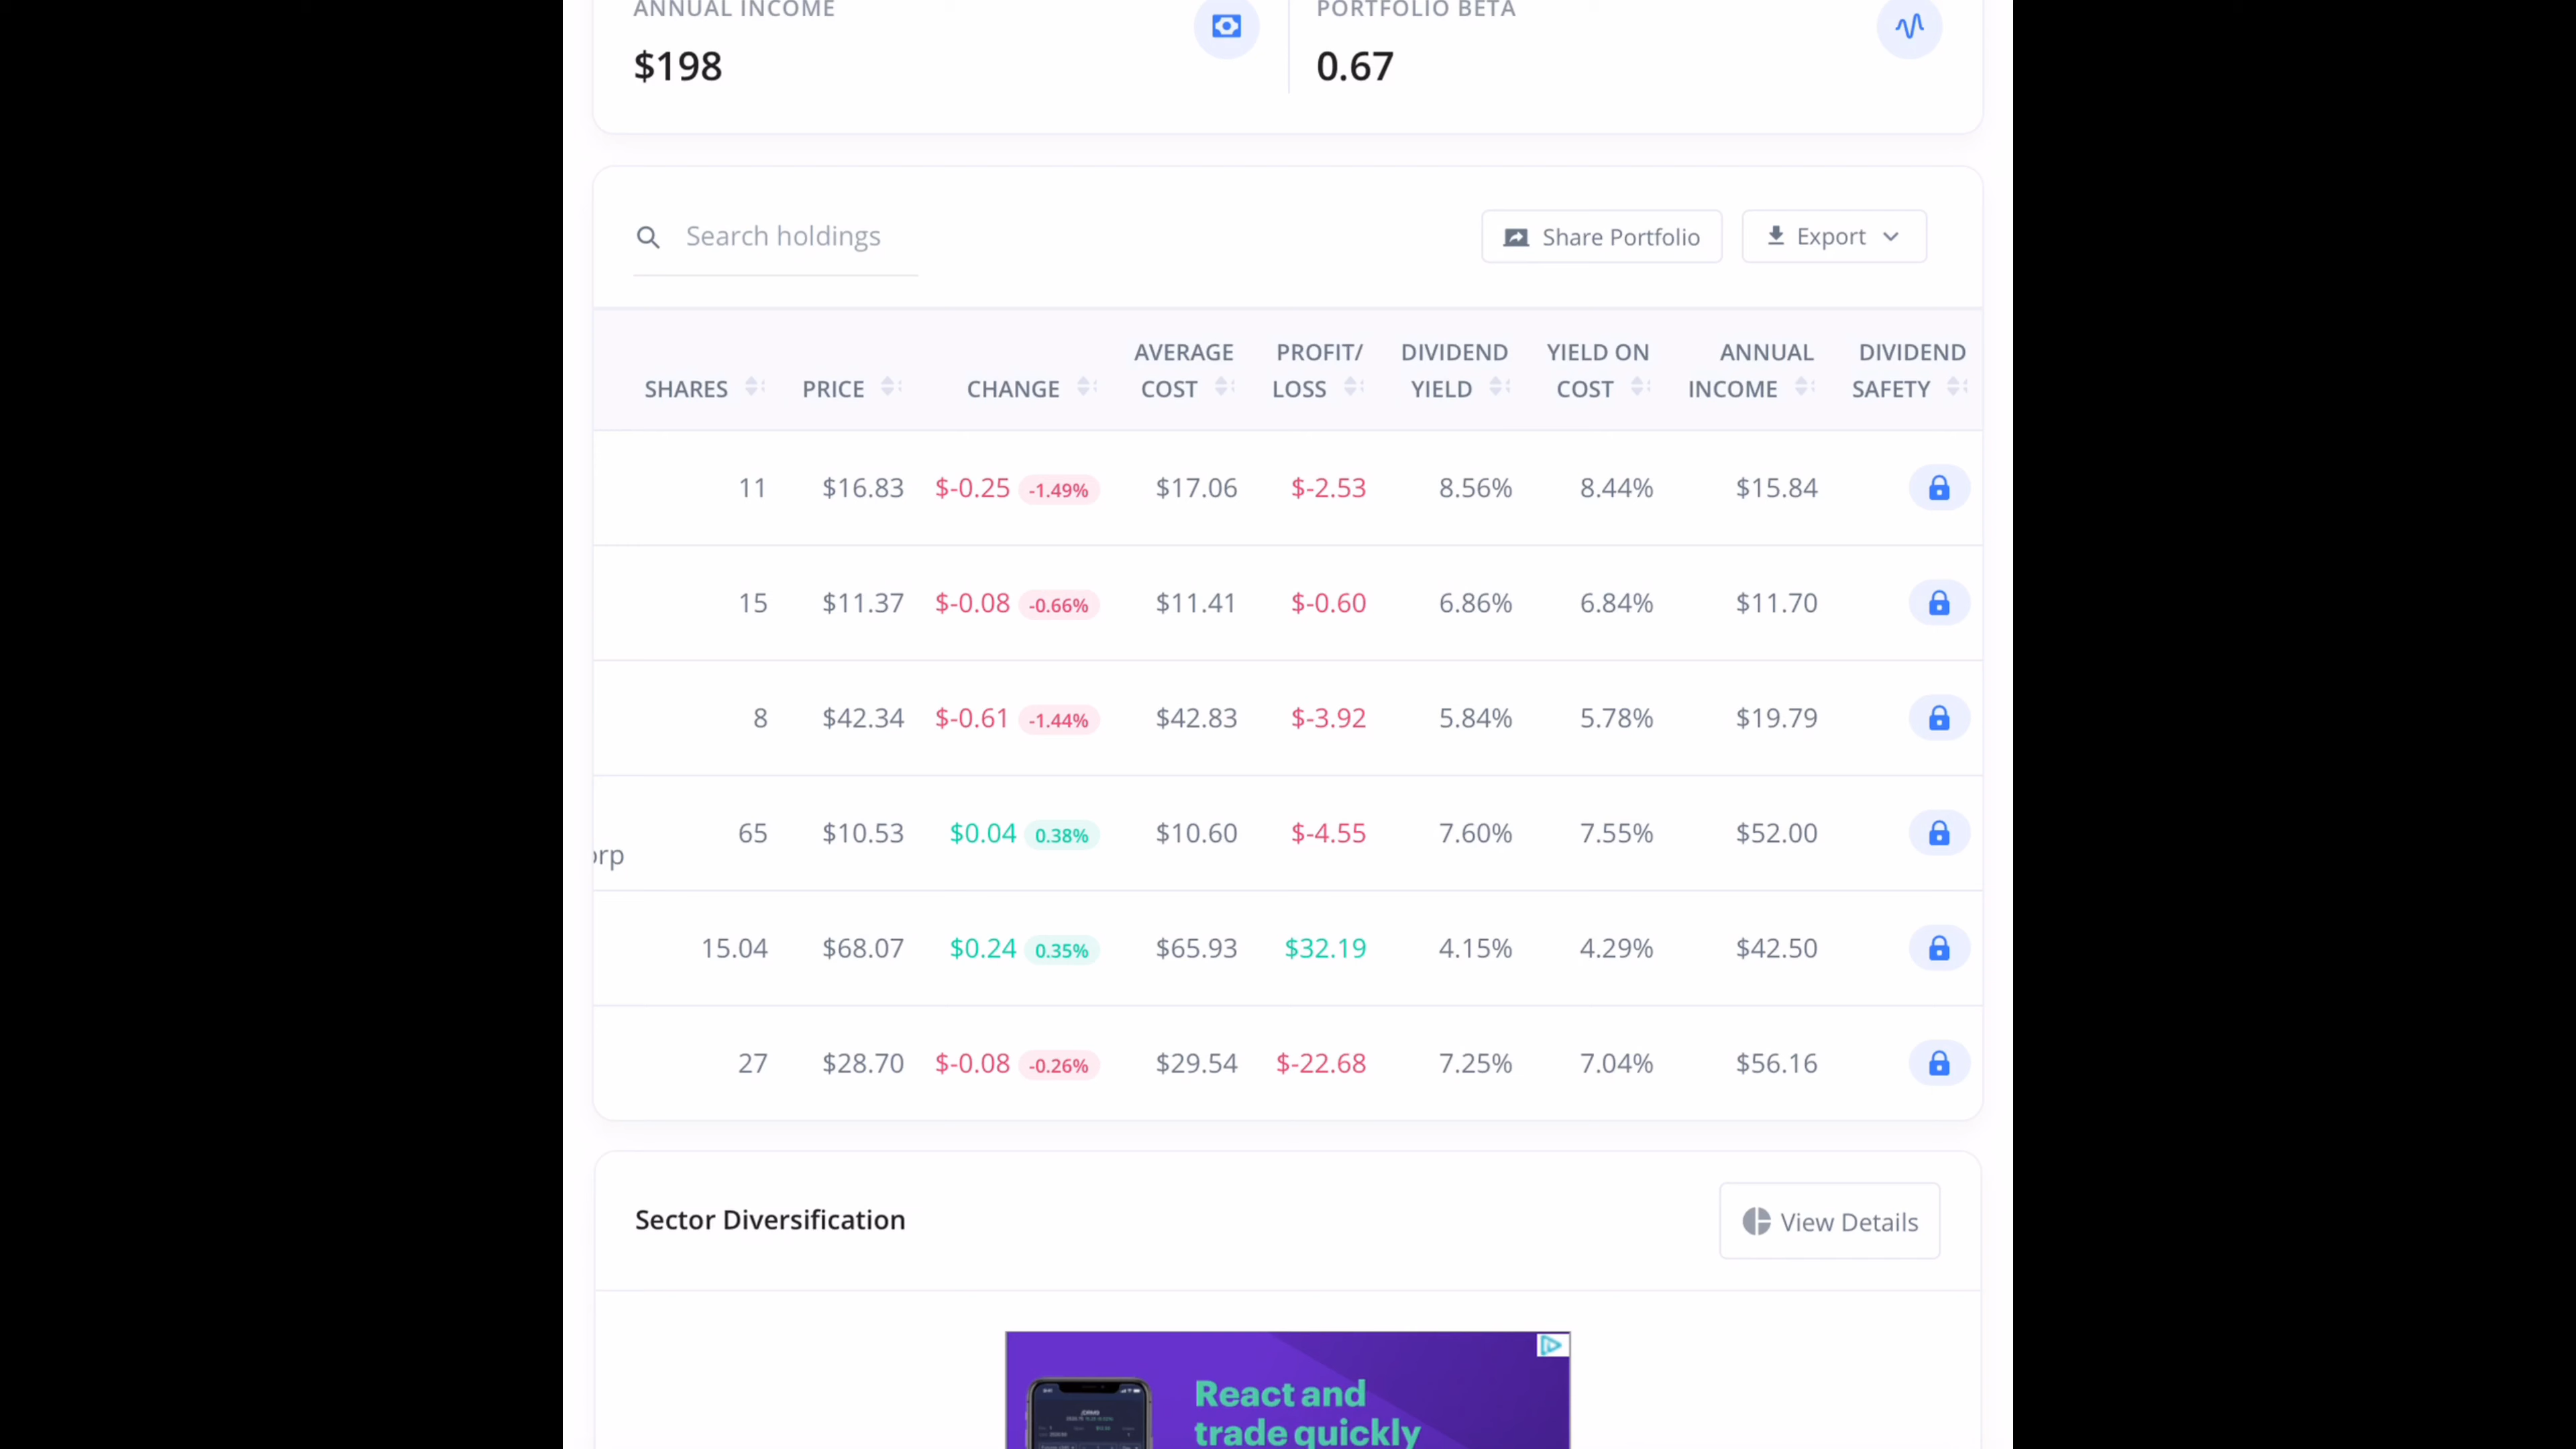 ANNUAL INCOME PORTFOLIO BETA
$198 0.67
Search holdings Share Portfolio Export
AVERAGE PROFIT/ DIVIDEND YIELD ON ANNUAL DIVIDEND
SHARES PRICE CHANGE COST LOSS YIELD COST INCOME SAFETY
11 $16.83 $-0.25 -1.49% $17.06 $-2.53 8.56% 8.44% $15.84
15 $11.37 $-0.08 -0.66% $11.41 $-0.60 6.86% 6.84% $11.70
8 $42.34 $-0.61 -1.44% $42.83 $-3.92 5.84% 5.78% $19.79
65 $10.53 $0.04 0.38% $10.60 $-4.55 7.60% 7.55% $52.00
orp
15.04 $68.07 $0.24 0.35% $65.93 $32.19 4.15% 4.29% $42.50
27 $28.70 $-0.08 -0.26% $29.54 $-22.68 7.25% 7.04% $56.16
Sector Diversification View Details
React and
trade quickly